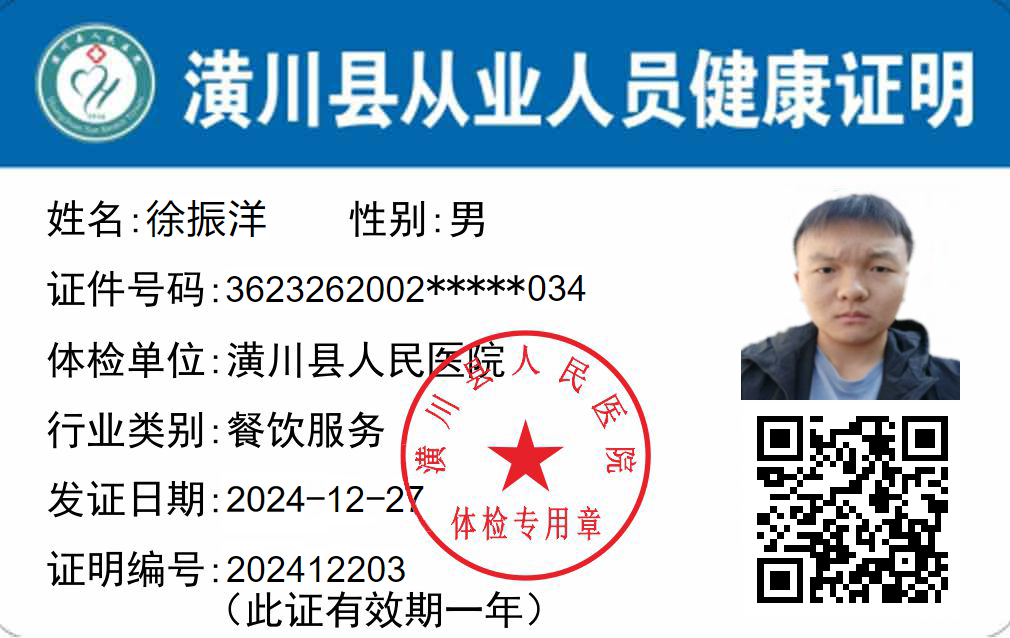 潢川县从业人员健康证明
姓名:徐振洋 性别:男
证件号码:3623262002*****034
体检单位:潢川县人民医院
行业类别:餐饮服务
发证日期:2024-12-27
证明编号:202412203
(此证有效期一年)
潢川县人民医院
体检专用章